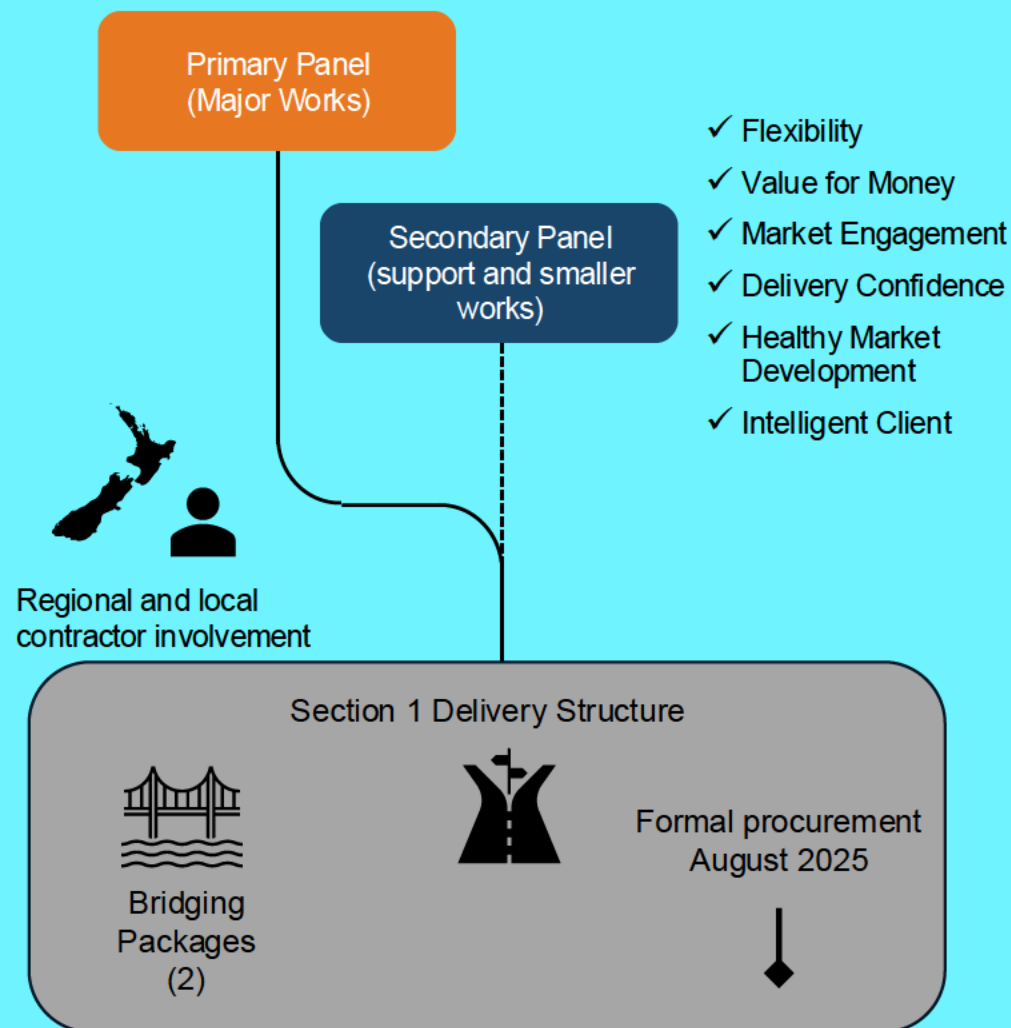 Primary Panel
(Major Works)
Secondary Panel
(support and smaller
works)
✓ Flexibility
✓ Value for Money
✓ Market Engagement
✓ Delivery Confidence
✓ Healthy Market
Development
✓ Intelligent Client
Regional and local
contractor involvement
Section 1 Delivery Structure
Bridging
Packages
(2)
Formal procurement
August 2025